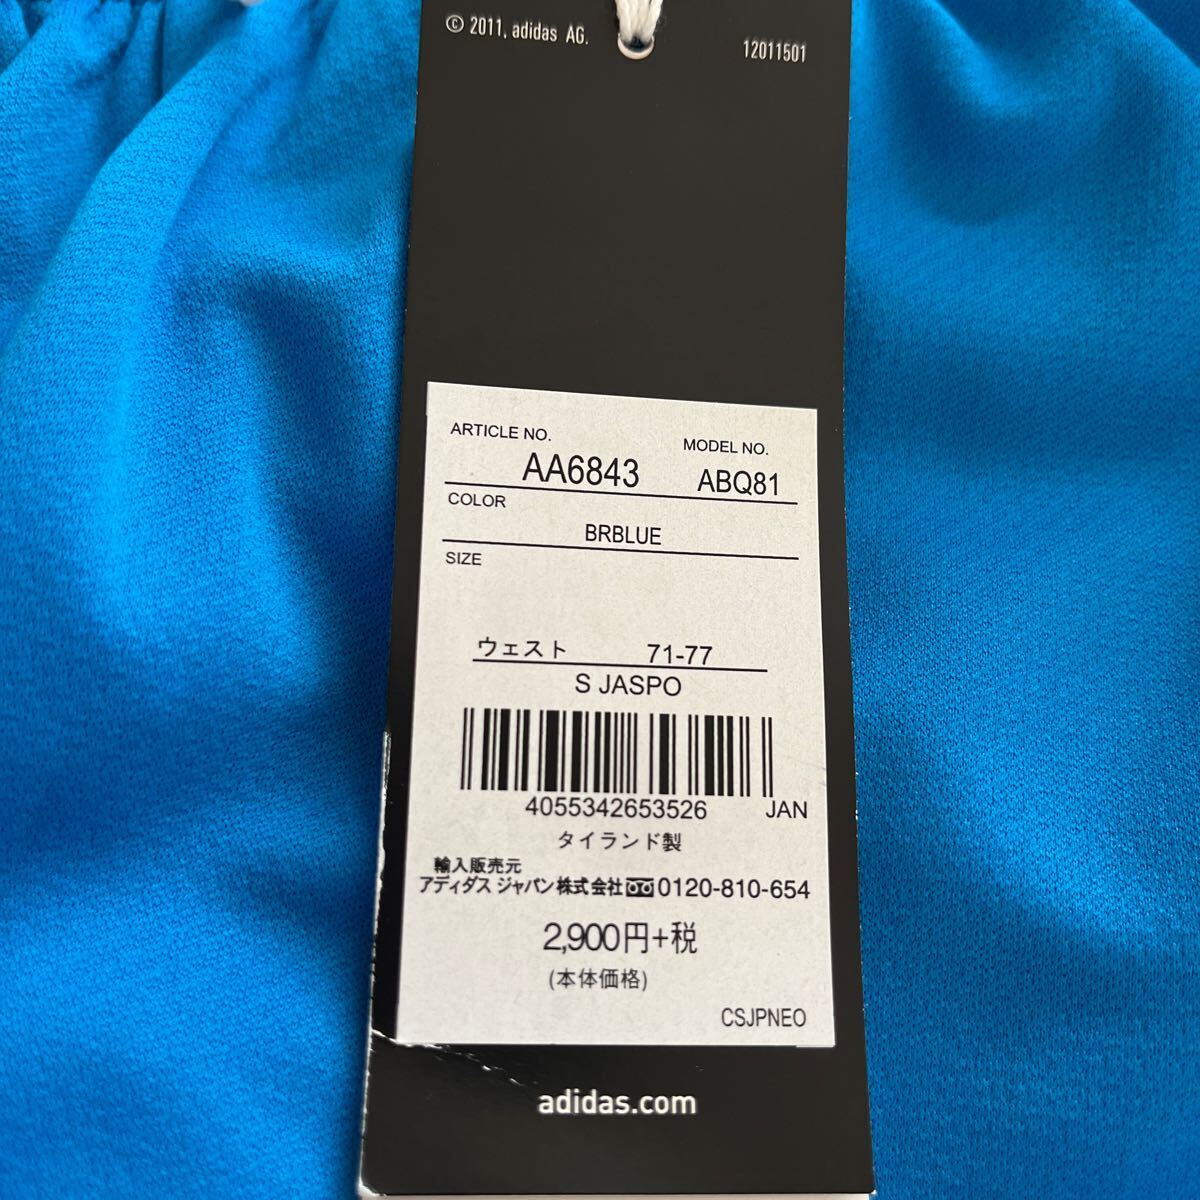 © 2011, adidas AG.
12011501
ARTICLE NO. MODEL NO.
AA6843 ABQ81
COLOR
BRBLUE
SIZE
ウェスト 71-77
S JASPO
4055342653526 JAN
タイランド製
輸入販売元
アディダス ジャパン株式会社 0120-810-654
2,900円+税
(本体価格)
CSJPNEO
adidas.com